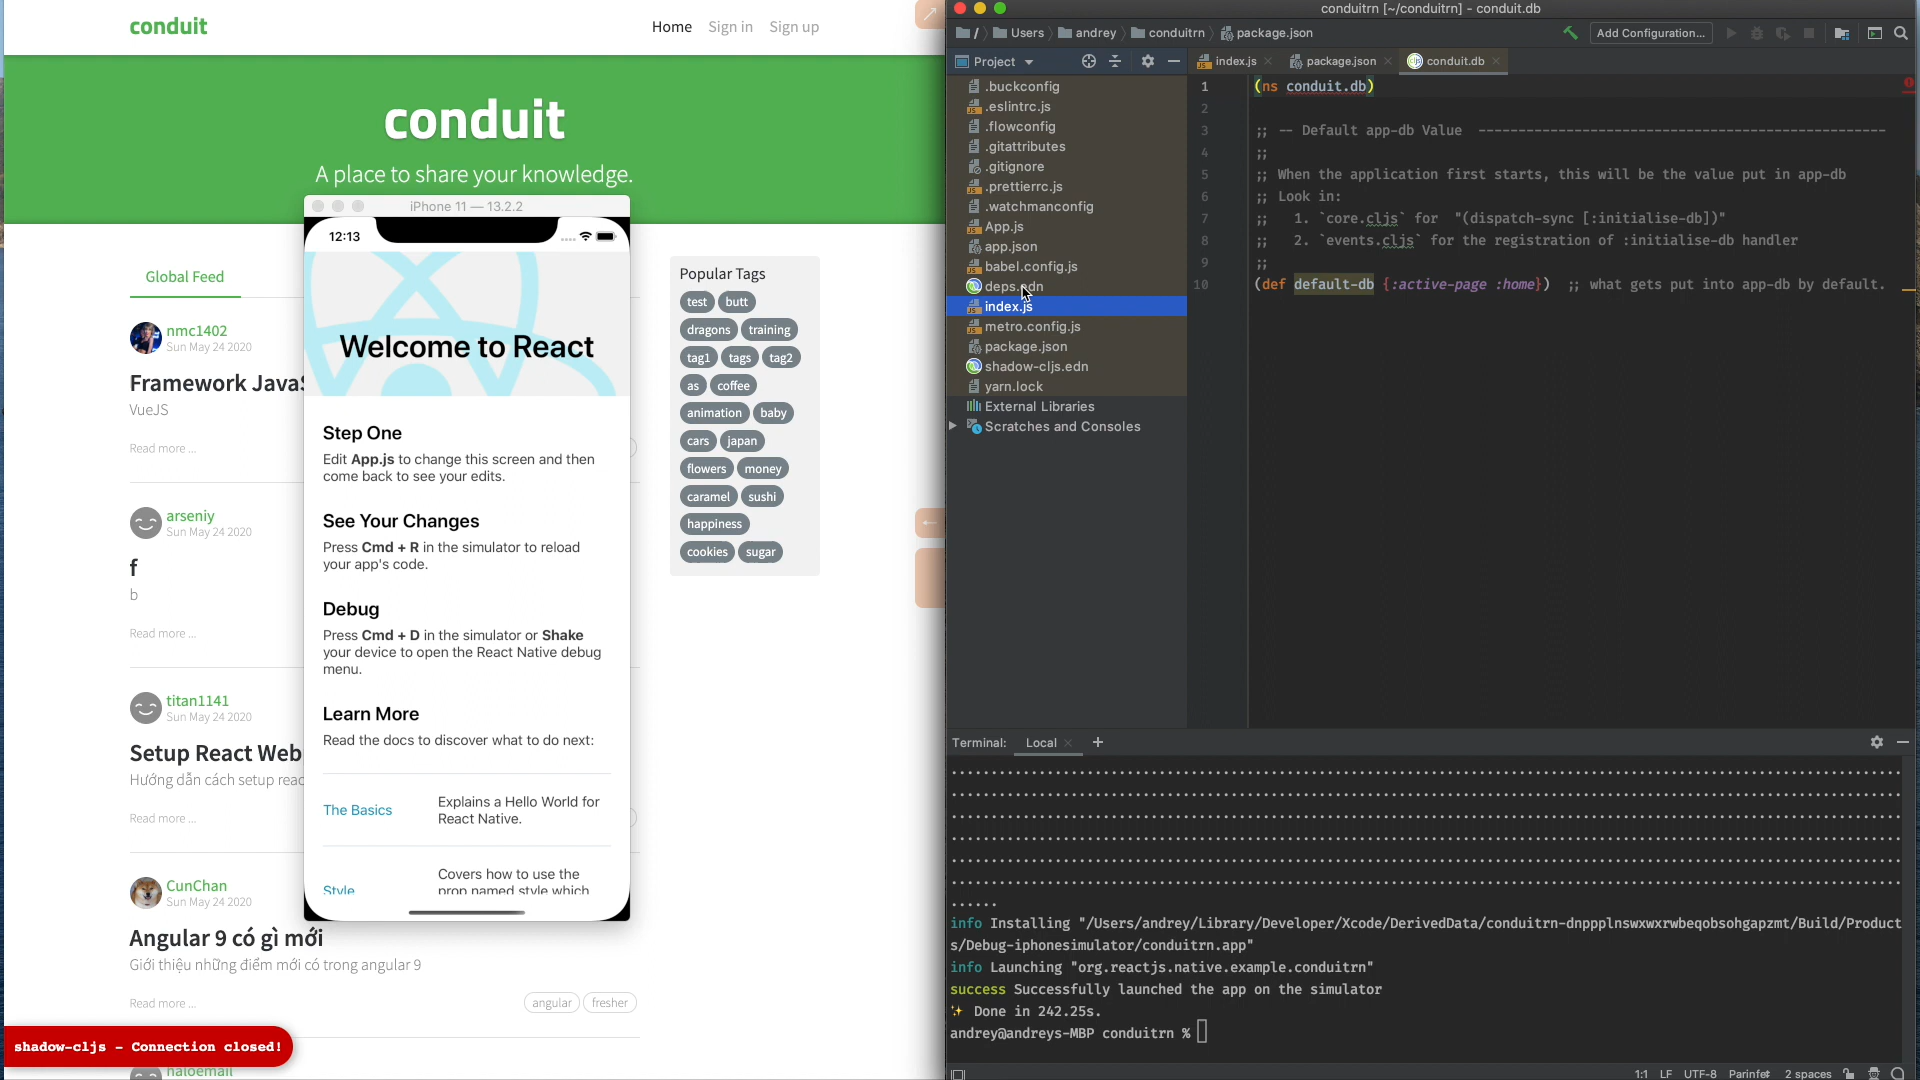 conduit
Home Sign in Sign up
conduit
A place to share your knowledge.
Global Feed
nmc1402
Sun May 24 2020
Framework Javas
VueJS
Read more ...
arseniy
Sun May 24 2020
f
b
Read more ...
titan1141
Sun May 24 2020
Setup React Web
Hướng dẫn cách setup reac
Read more ...
CunChan
Sun May 24 2020
Angular 9 có gì mới
Giới thiệu những điểm mới có trong angular 9
Read more ...
angular fresher
haloemail
shadow-cljs - Connection closed!
iPhone 11 — 13.2.2
12:13
Welcome to React
Step One
Edit App.js to change this screen and then
come back to see your edits.
See Your Changes
Press Cmd + R in the simulator to reload
your app's code.
Debug
Press Cmd + D in the simulator or Shake
your device to open the React Native debug
menu.
Learn More
Read the docs to discover what to do next:
The Basics
Explains a Hello World for
React Native.
Style
Covers how to use the
prop named style which
Popular Tags
test butt
dragons training
tag1 tags tag2
as coffee
animation baby
cars japan
flowers money
caramel sushi
happiness
cookies sugar
conduitrn [~/conduitrn] - conduit.db
/ Users andrey conduitrn package.json
Add Configuration...
Project
index.js package.json conduit.db
.buckconfig
.eslintrc.js
.flowconfig
.gitattributes
.gitignore
.prettierrc.js
.watchmanconfig
App.js
app.json
babel.config.js
deps.edn
index.js
metro.config.js
package.json
shadow-cljs.edn
yarn.lock
External Libraries
Scratches and Consoles
1 (ns conduit.db)
2
3 ;; -- Default app-db Value ---------------------------------------------------
4 ;;
5 ;; When the application first starts, this will be the value put in app-db
6 ;; Look in:
7 ;;   1. `core.cljs` for  "(dispatch-sync [:initialise-db])"
8 ;;   2. `events.cljs` for the registration of :initialise-db handler
9 ;;
10 (def default-db {:active-page :home})  ;; what gets put into app-db by default.
Terminal: Local
......
info Installing "/Users/andrey/Library/Developer/Xcode/DerivedData/conduitrn-dnppplnswxwxrwbeqobsohgapzmt/Build/Product
s/Debug-iphonesimulator/conduitrn.app"
info Launching "org.reactjs.native.example.conduitrn"
success Successfully launched the app on the simulator
✨ Done in 242.25s.
andrey@andreys-MBP conduitrn %
1:1 LF UTF-8 Parinfer 2 spaces